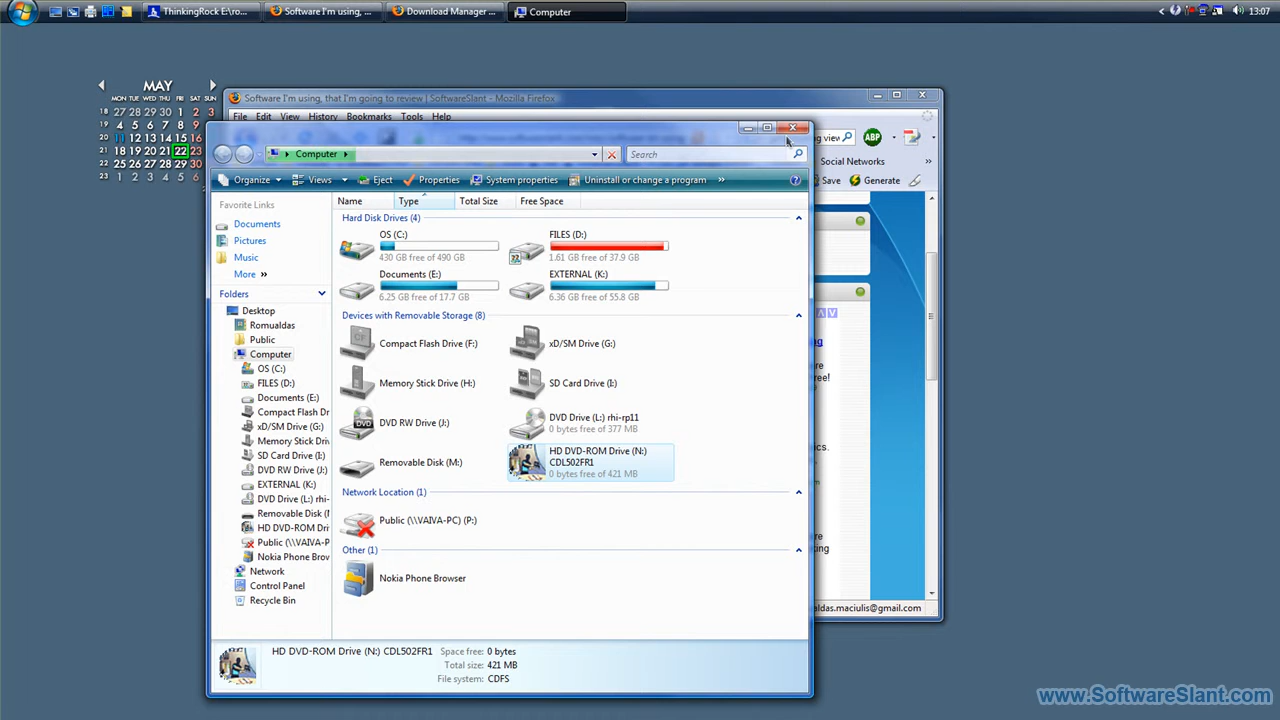 ThinkingRock E:\ro...
Software I'm using, ...
Download Manager ...
Computer
13:07
MAY
MON TUE WED THU FRI SAT SUN
18 27 28 29 30 1 2 3
19 4 5 6 7 8 9 10
20 11 12 13 14 15 16
21 18 19 20 21 22 23
22 25 26 27 28 29 30
23 1 2 3 4 5 6
Software I'm using, that I'm going to review | SoftwareSlant - Mozilla Firefox
File Edit View History Bookmarks Tools Help
ABP
Social Networks »
Save Generate
Computer
Search
Organize Views Eject Properties System properties Uninstall or change a program »
Favorite Links
Documents
Pictures
Music
More »
Folders
Desktop
Romualdas
Public
Computer
OS (C:)
FILES (D:)
Documents (E:)
Compact Flash Dr
xD/SM Drive (G:)
Memory Stick Driv
SD Card Drive (I:)
DVD RW Drive (J:)
EXTERNAL (K:)
DVD Drive (L:) rhi-
Removable Disk (M
HD DVD-ROM Dri
Public (\\VAIVA-P
Nokia Phone Brow
Network
Control Panel
Recycle Bin
Name Type Total Size Free Space
Hard Disk Drives (4)
OS (C:)
430 GB free of 490 GB
FILES (D:)
1.61 GB free of 37.9 GB
Documents (E:)
6.25 GB free of 17.7 GB
EXTERNAL (K:)
6.36 GB free of 55.8 GB
Devices with Removable Storage (8)
Compact Flash Drive (F:)
xD/SM Drive (G:)
Memory Stick Drive (H:)
SD Card Drive (I:)
DVD RW Drive (J:)
DVD Drive (L:) rhi-rp11
0 bytes free of 377 MB
Removable Disk (M:)
HD DVD-ROM Drive (N:)
CDL502FR1
0 bytes free of 421 MB
Network Location (1)
Public (\\VAIVA-PC) (P:)
Other (1)
Nokia Phone Browser
HD DVD-ROM Drive (N:) CDL502FR1
Space free: 0 bytes
Total size: 421 MB
File system: CDFS
aldas.maciulis@gmail.com
www.SoftwareSlant.com